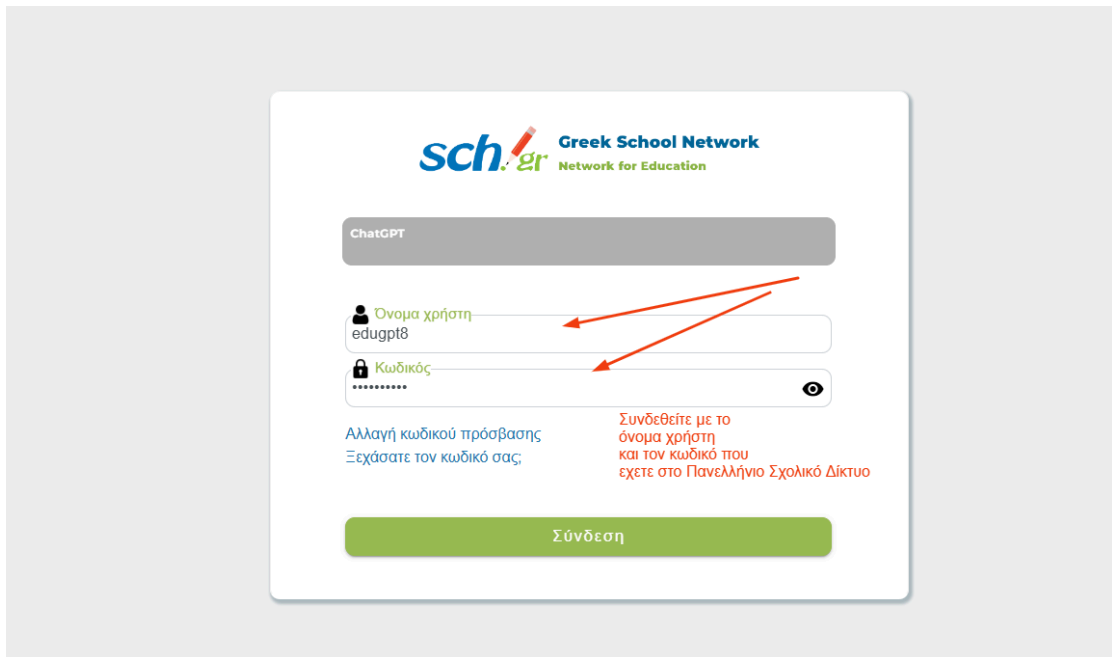 sch.gr
Greek School Network
Network for Education
ChatGPT
Όνομα χρήστη
edugpt8
Κωδικός
••••••••••
Αλλαγή κωδικού πρόσβασης
Ξεχάσατε τον κωδικό σας;
Συνδεθείτε με το
όνομα χρήστη
και τον κωδικό που
εχετε στο Πανελλήνιο Σχολικό Δίκτυο
Σύνδεση